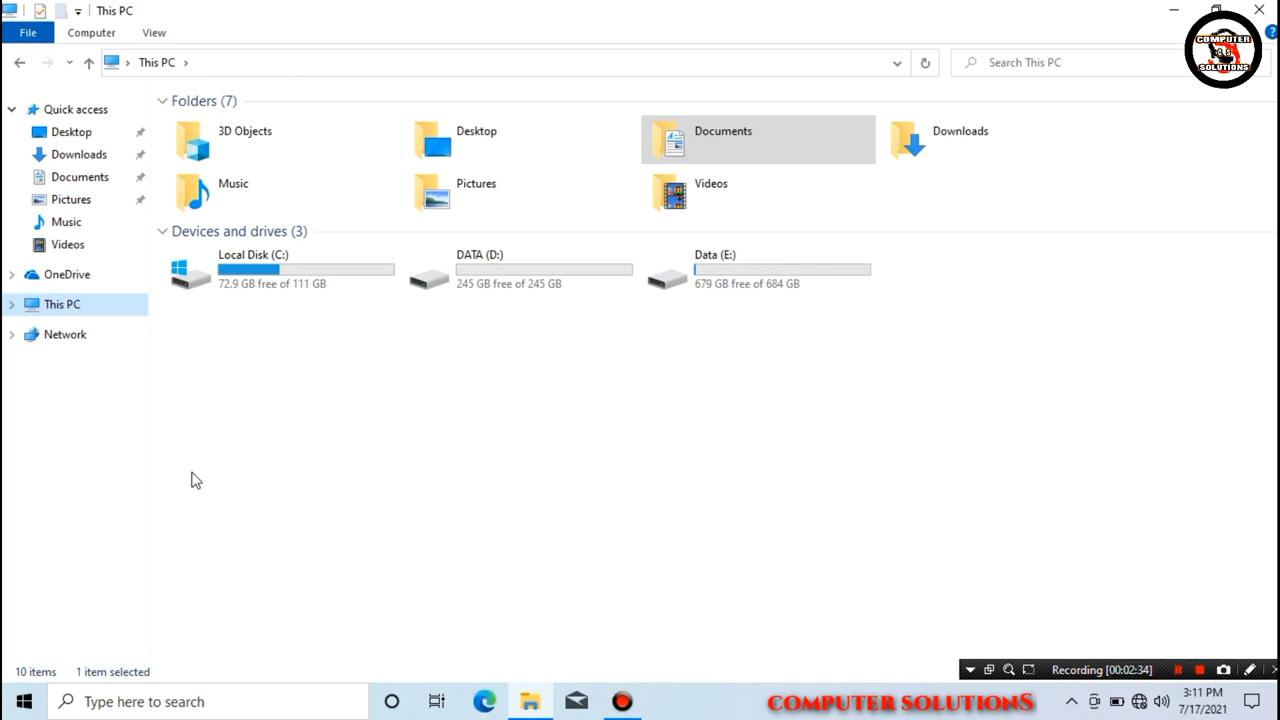 This PC
File
Computer
View
This PC
Search This PC
COMPUTER
SOLUTIONS
Quick access
Desktop
Downloads
Documents
Pictures
Music
Videos
OneDrive
This PC
Network
Folders (7)
3D Objects
Desktop
Documents
Downloads
Music
Pictures
Videos
Devices and drives (3)
Local Disk (C:)
72.9 GB free of 111 GB
DATA (D:)
245 GB free of 245 GB
Data (E:)
679 GB free of 684 GB
10 items
1 item selected
Recording [00:02:34]
Type here to search
COMPUTER SOLUTIONS
3:11 PM
7/17/2021